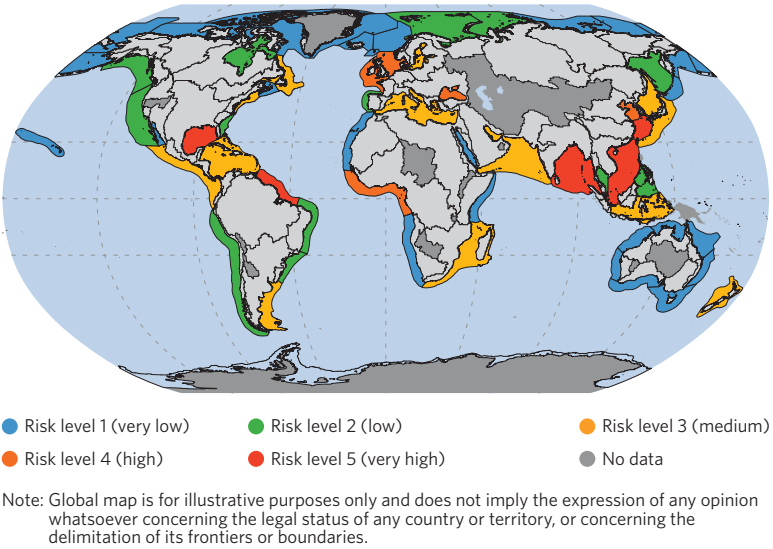 Risk level 1 (very low) Risk level 2 (low) Risk level 3 (medium)
Risk level 4 (high) Risk level 5 (very high) No data
Note: Global map is for illustrative purposes only and does not imply the expression of any opinion
whatsoever concerning the legal status of any country or territory, or concerning the
delimitation of its frontiers or boundaries.